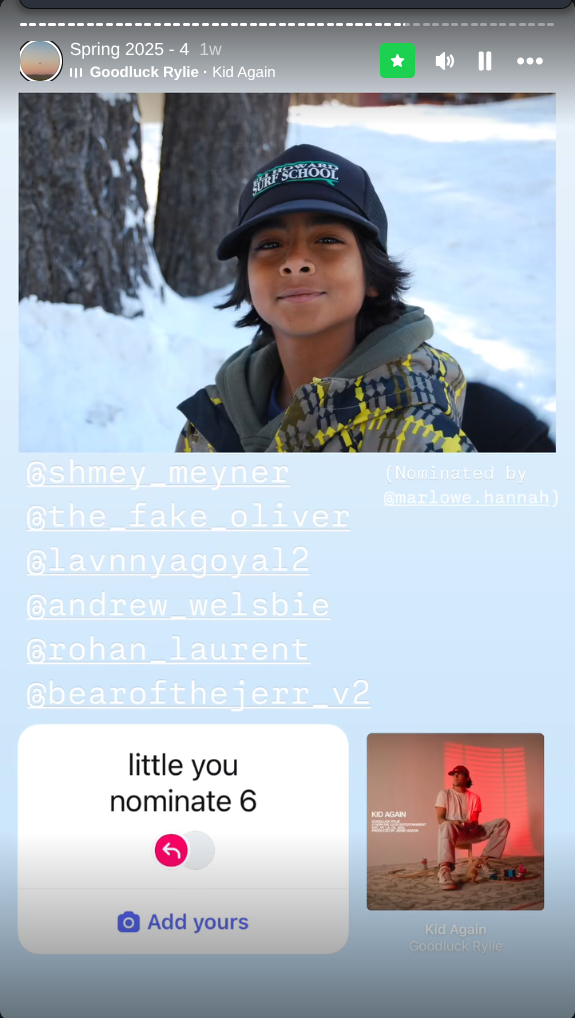 Spring 2025 - 4 1w
Goodluck Rylie · Kid Again
HOWARD
SURF SCHOOL
@shmey_meyner
(Nominated by
@marlowe.hannah)
@the_fake_oliver
@lavnnyagoyal2
@andrew_welsbie
@rohan_laurent
@bearofthejerr_v2
little you
nominate 6
Add yours
KID AGAIN
Kid Again
Goodluck Rylie